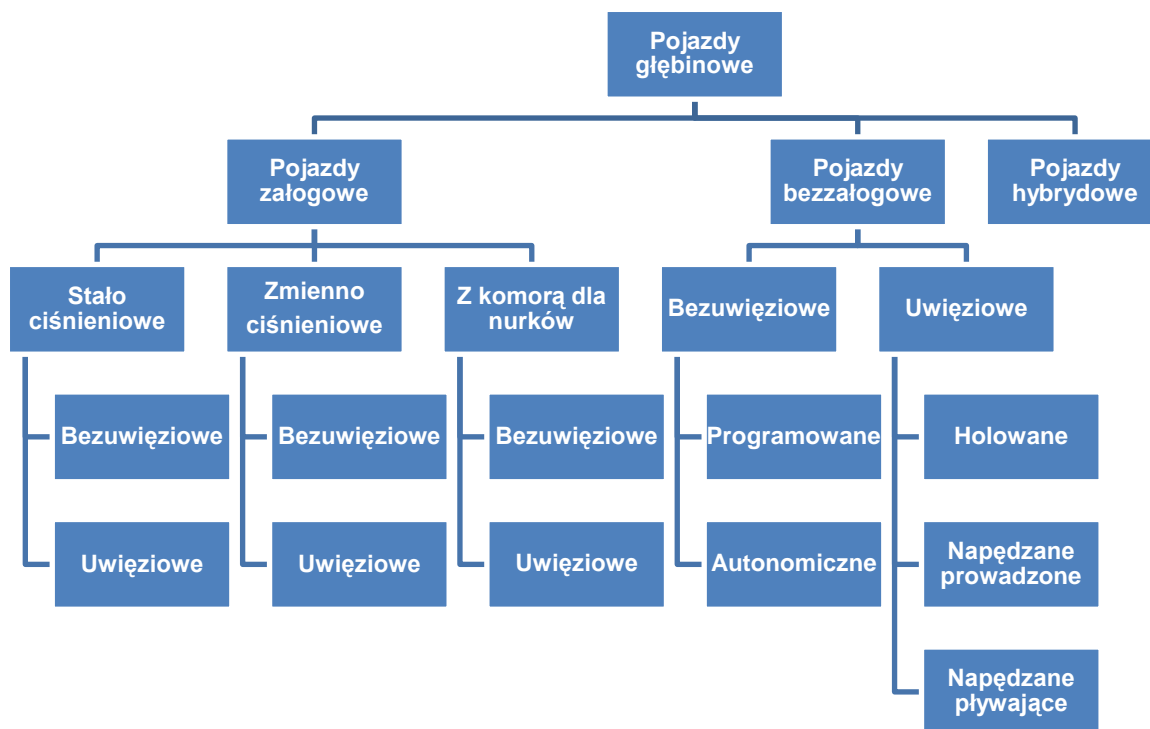 Pojazdy
głębinowe
Pojazdy
załogowe
Pojazdy
bezzałogowe
Pojazdy
hybrydowe
Stało
ciśnieniowe
Zmienno
ciśnieniowe
Z komorą dla
nurków
Bezuwięziowe
Uwięziowe
Bezuwięziowe
Bezuwięziowe
Bezuwięziowe
Programowane
Holowane
Uwięziowe
Uwięziowe
Uwięziowe
Autonomiczne
Napędzane
prowadzone
Napędzane
pływające